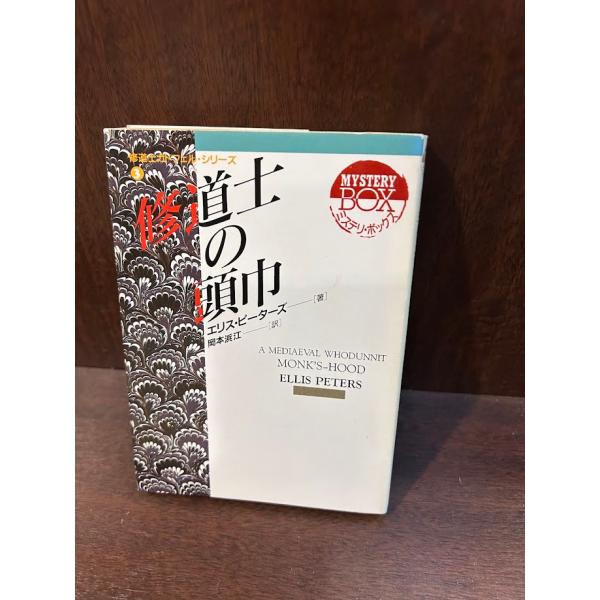 修道士カドフェル・シリーズ
3
修道士
の
頭巾
エリス・ピーターズ[著]
岡本浜江[訳]
MYSTERY
BOX
ミステリ・ボックス
A MEDIAEVAL WHODUNNIT
MONK'S-HOOD
ELLIS PETERS